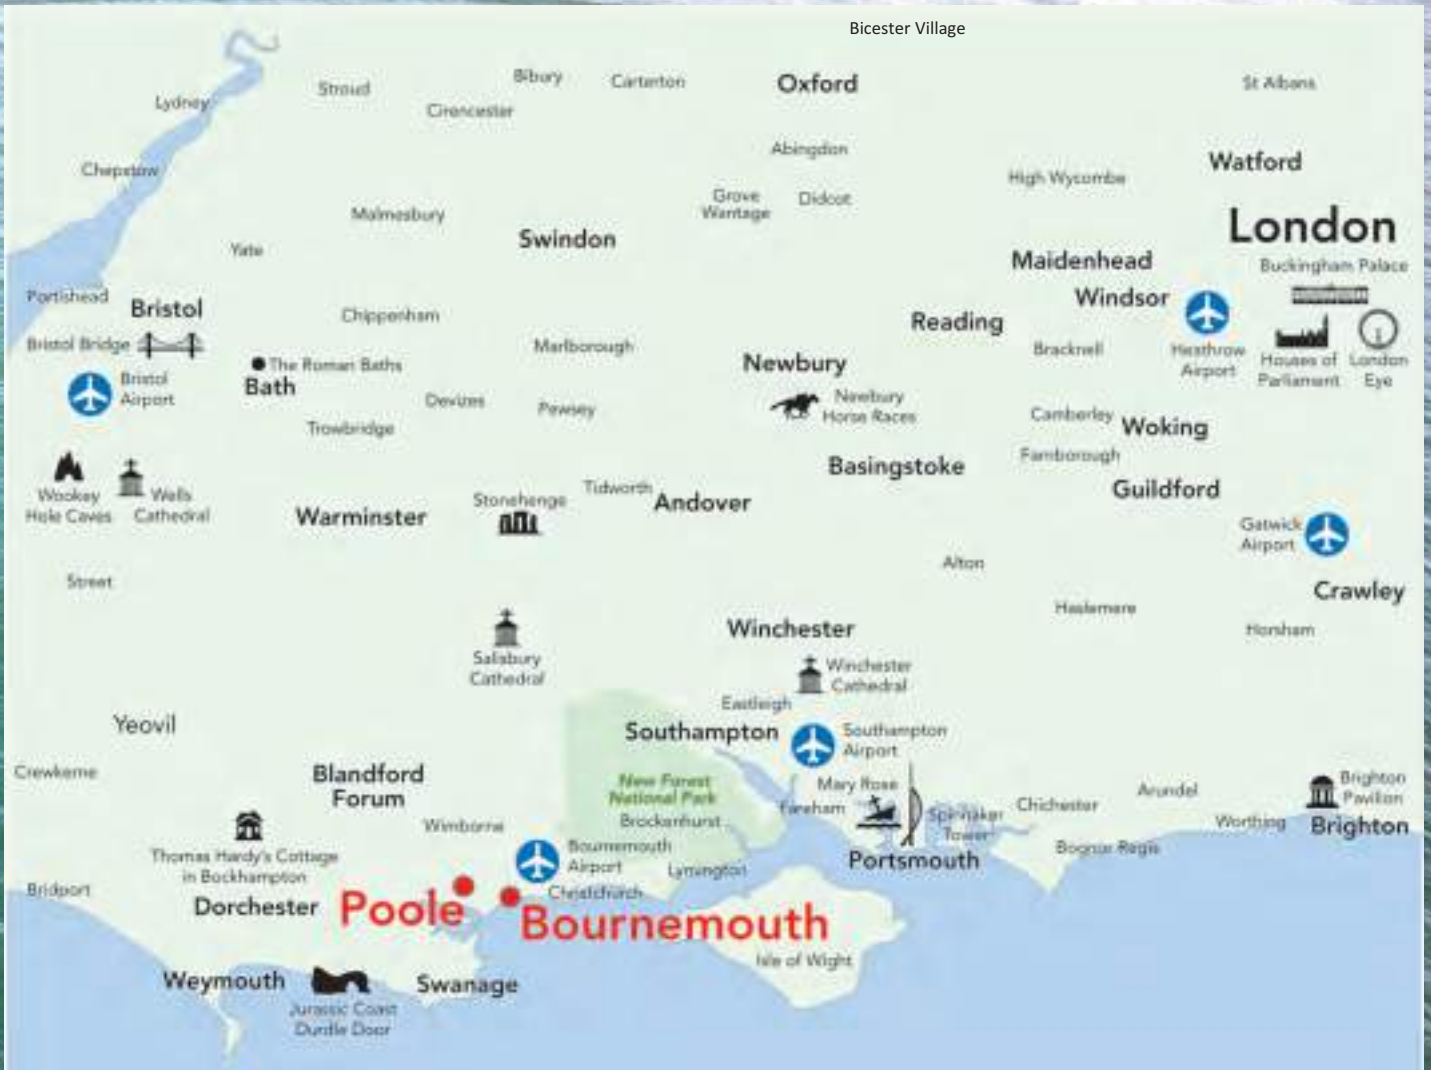 Bicester Village
Bibury
Carterton
Oxford
St Albans
Stroud
Cirencester
Lydney
Abingdon
Watford
Chepstow
High Wycombe
Grove
Wantage
Didcot
Malmesbury
Swindon
London
Yate
Maidenhead
Buckingham Palace
Portishead
Bristol
Windsor
Chippenham
Reading
Bristol Bridge
Marlborough
Bracknell
Heathrow
Airport
Houses of
Parliament
London
Eye
The Roman Baths
Bath
Newbury
Bristol
Airport
Devizes
Pewsey
Newbury
Horse Races
Camberley
Woking
Trowbridge
Farnborough
Basingstoke
Wookey
Hole Caves
Wells
Cathedral
Guildford
Tidworth
Stonehenge
Andover
Warminster
Gatwick
Airport
Alton
Street
Crawley
Haslemere
Winchester
Horsham
Salisbury
Cathedral
Winchester
Cathedral
Eastleigh
Yeovil
Southampton
Southampton
Airport
Crewkerne
Blandford
Forum
New Forest
National Park
Mary Rose
Fareham
Spinnaker
Tower
Chichester
Arundel
Brighton
Pavilion
Brockenhurst
Wimborne
Worthing
Brighton
Thomas Hardy's Cottage
in Bockhampton
Bournemouth
Airport
Portsmouth
Bognor Regis
Lymington
Bridport
Christchurch
Dorchester
Poole
Bournemouth
Isle of Wight
Weymouth
Swanage
Jurassic Coast
Durdle Door